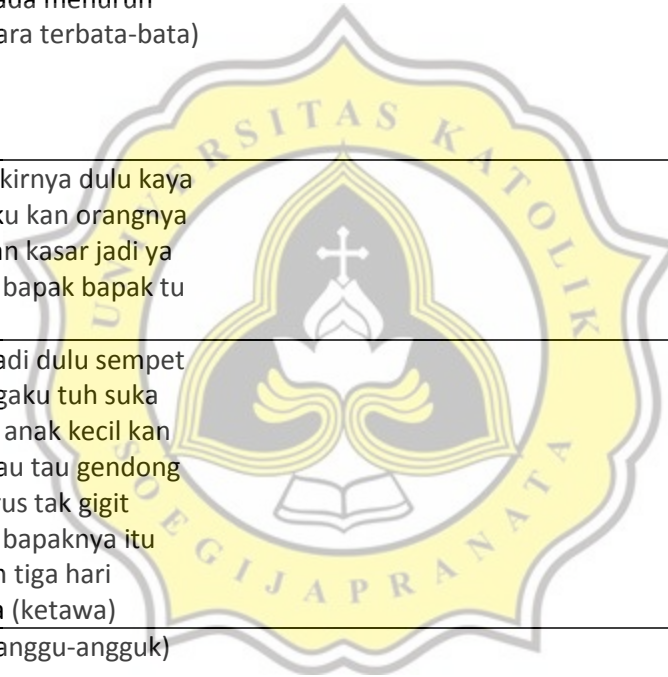 ada menurun
ara terbata-bata)
kirnya dulu kaya
ku kan orangnya
an kasar jadi ya
bapak bapak tu
adi dulu sempet
gaku tuh suka
anak kecil kan
au tau gendong
rus tak gigit
bapaknya itu
n tiga hari
a (ketawa)
anggu-angguk)
UNIVERSITAS KATOLIK
SOEGIJAPRANATA